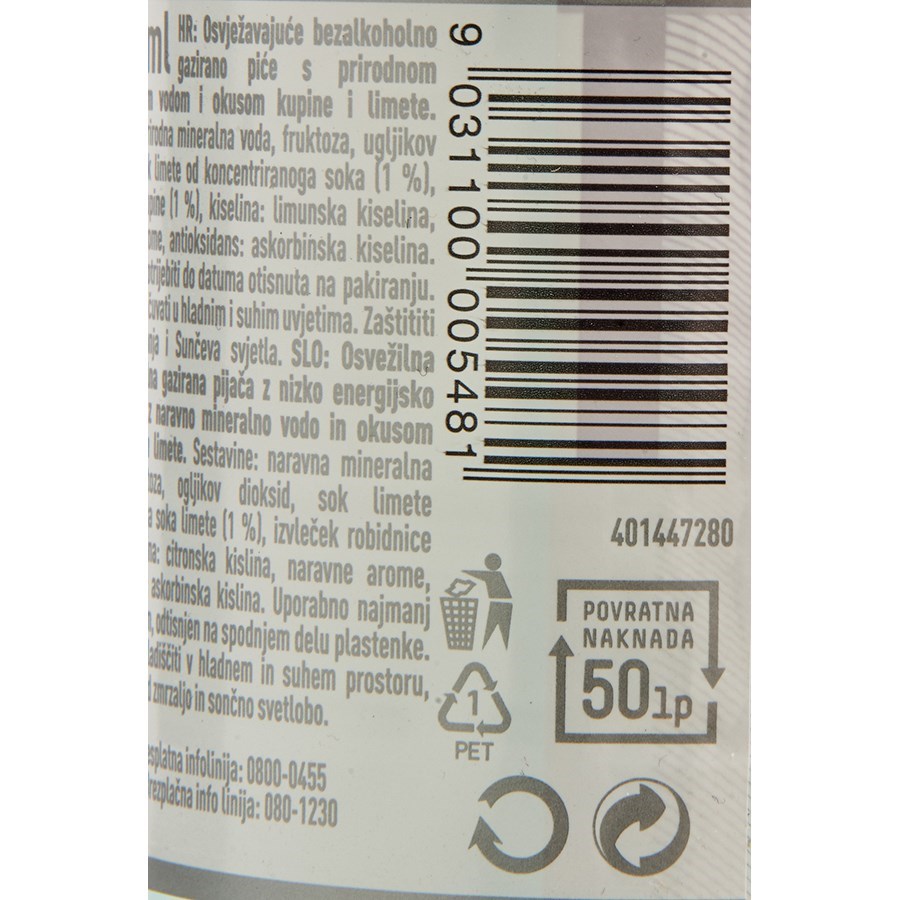 ml
HR: Osvježavajuće bezalkoholno
gazirano piće s prirodnom
vodom i okusom kupine i limete.
mineralna voda, fruktoza, ugljikov
limete od koncentriranoga soka (1 %),
(1 %), kiselina: limunska kiselina,
antioksidans: askorbinska kiselina.
do datuma otisnuta na pakiranju.
u hladnim i suhim uvjetima. Zaštititi
i Sunčeva svjetla. SLO: Osvežilna
gazirana pijača z nizko energijsko
z naravno mineralno vodo in okusom
limete. Sestavine: naravna mineralna
ogljikov dioksid, sok limete
soka limete (1 %), izvleček robidnice
citronska kislina, naravne arome,
askorbinska kislina. Uporabno najmanj
odtisnjen na spodnjem delu plastenke.
v hladnem in suhem prostoru,
zmrzaljo in sončno svetlobo.
infolinija: 0800-0455
info linija: 080-1230
9 031100 005481
401447280
POVRATNA
NAKNADA
50 lp
1
PET